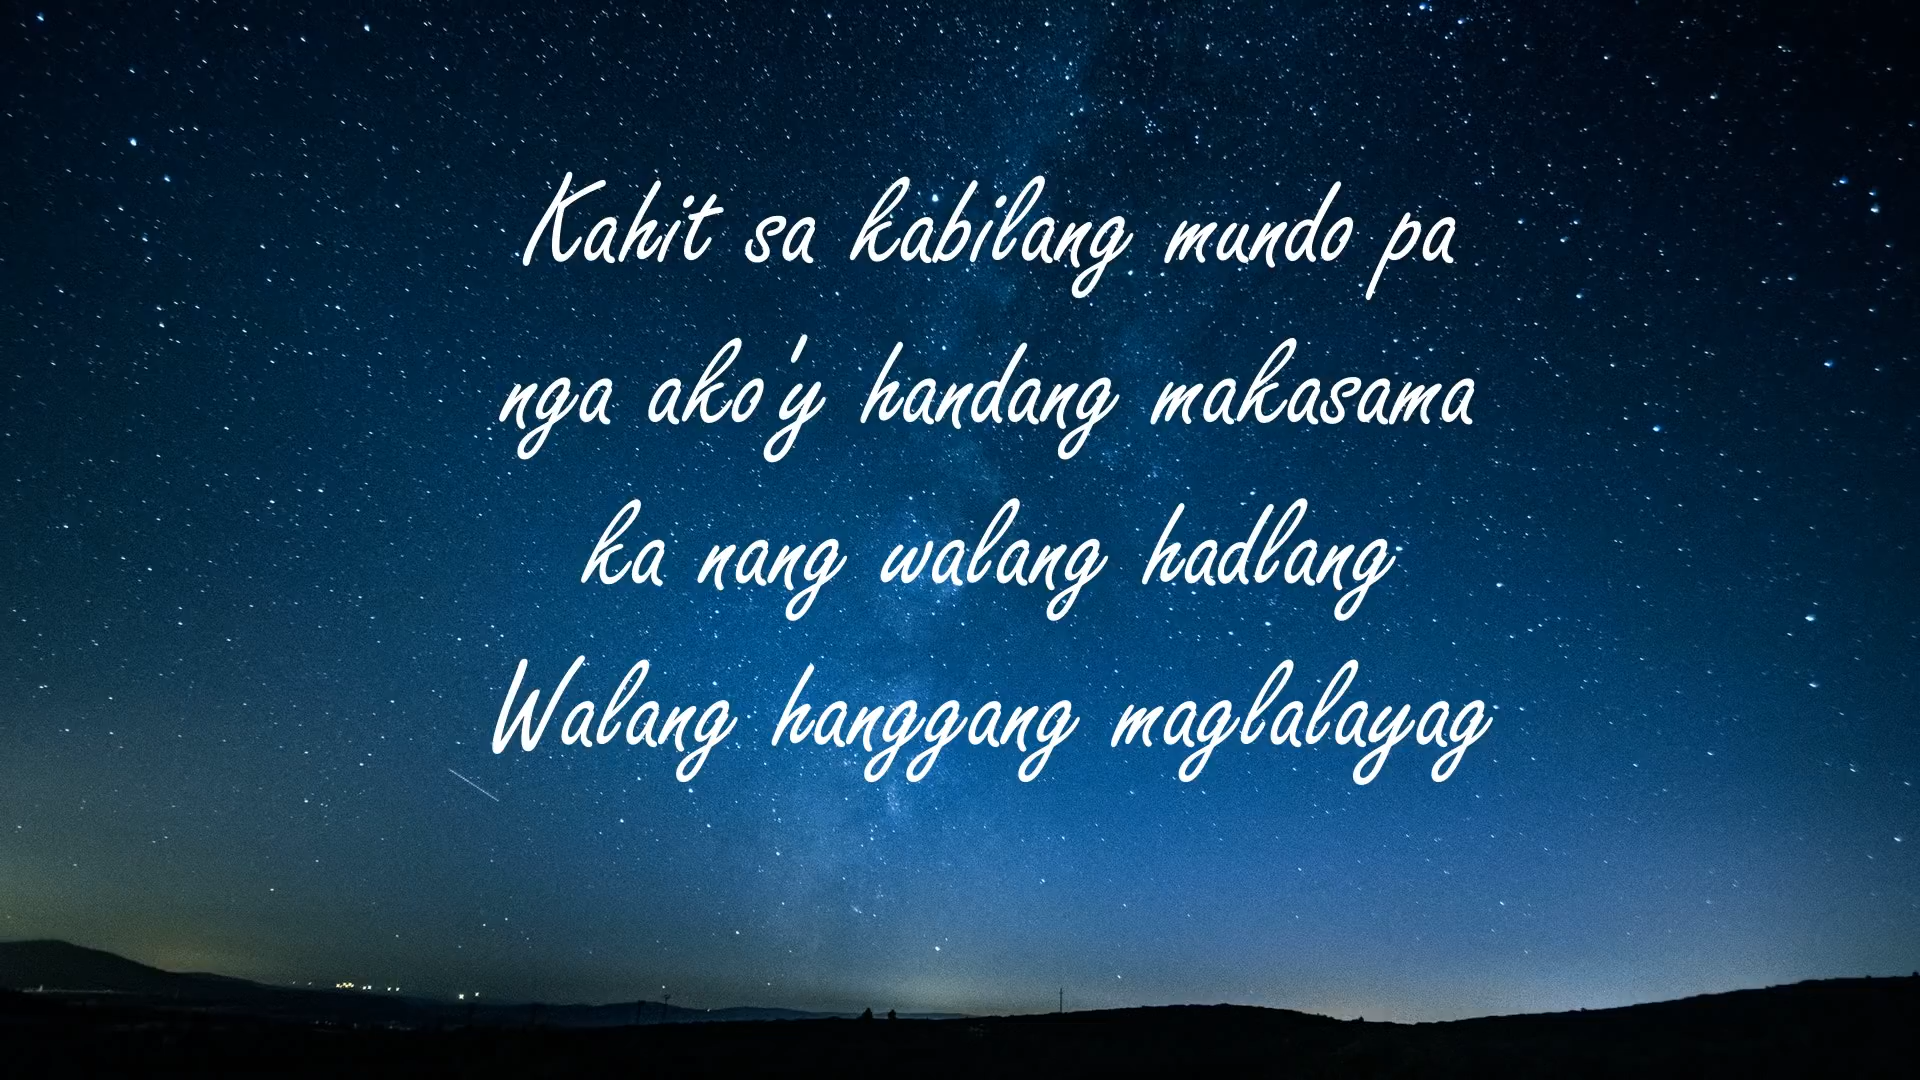 Kahit sa kabilang mundo pa
nga ako'y handang makasama
ka nang walang hadlang
Walang hanggang maglalayag